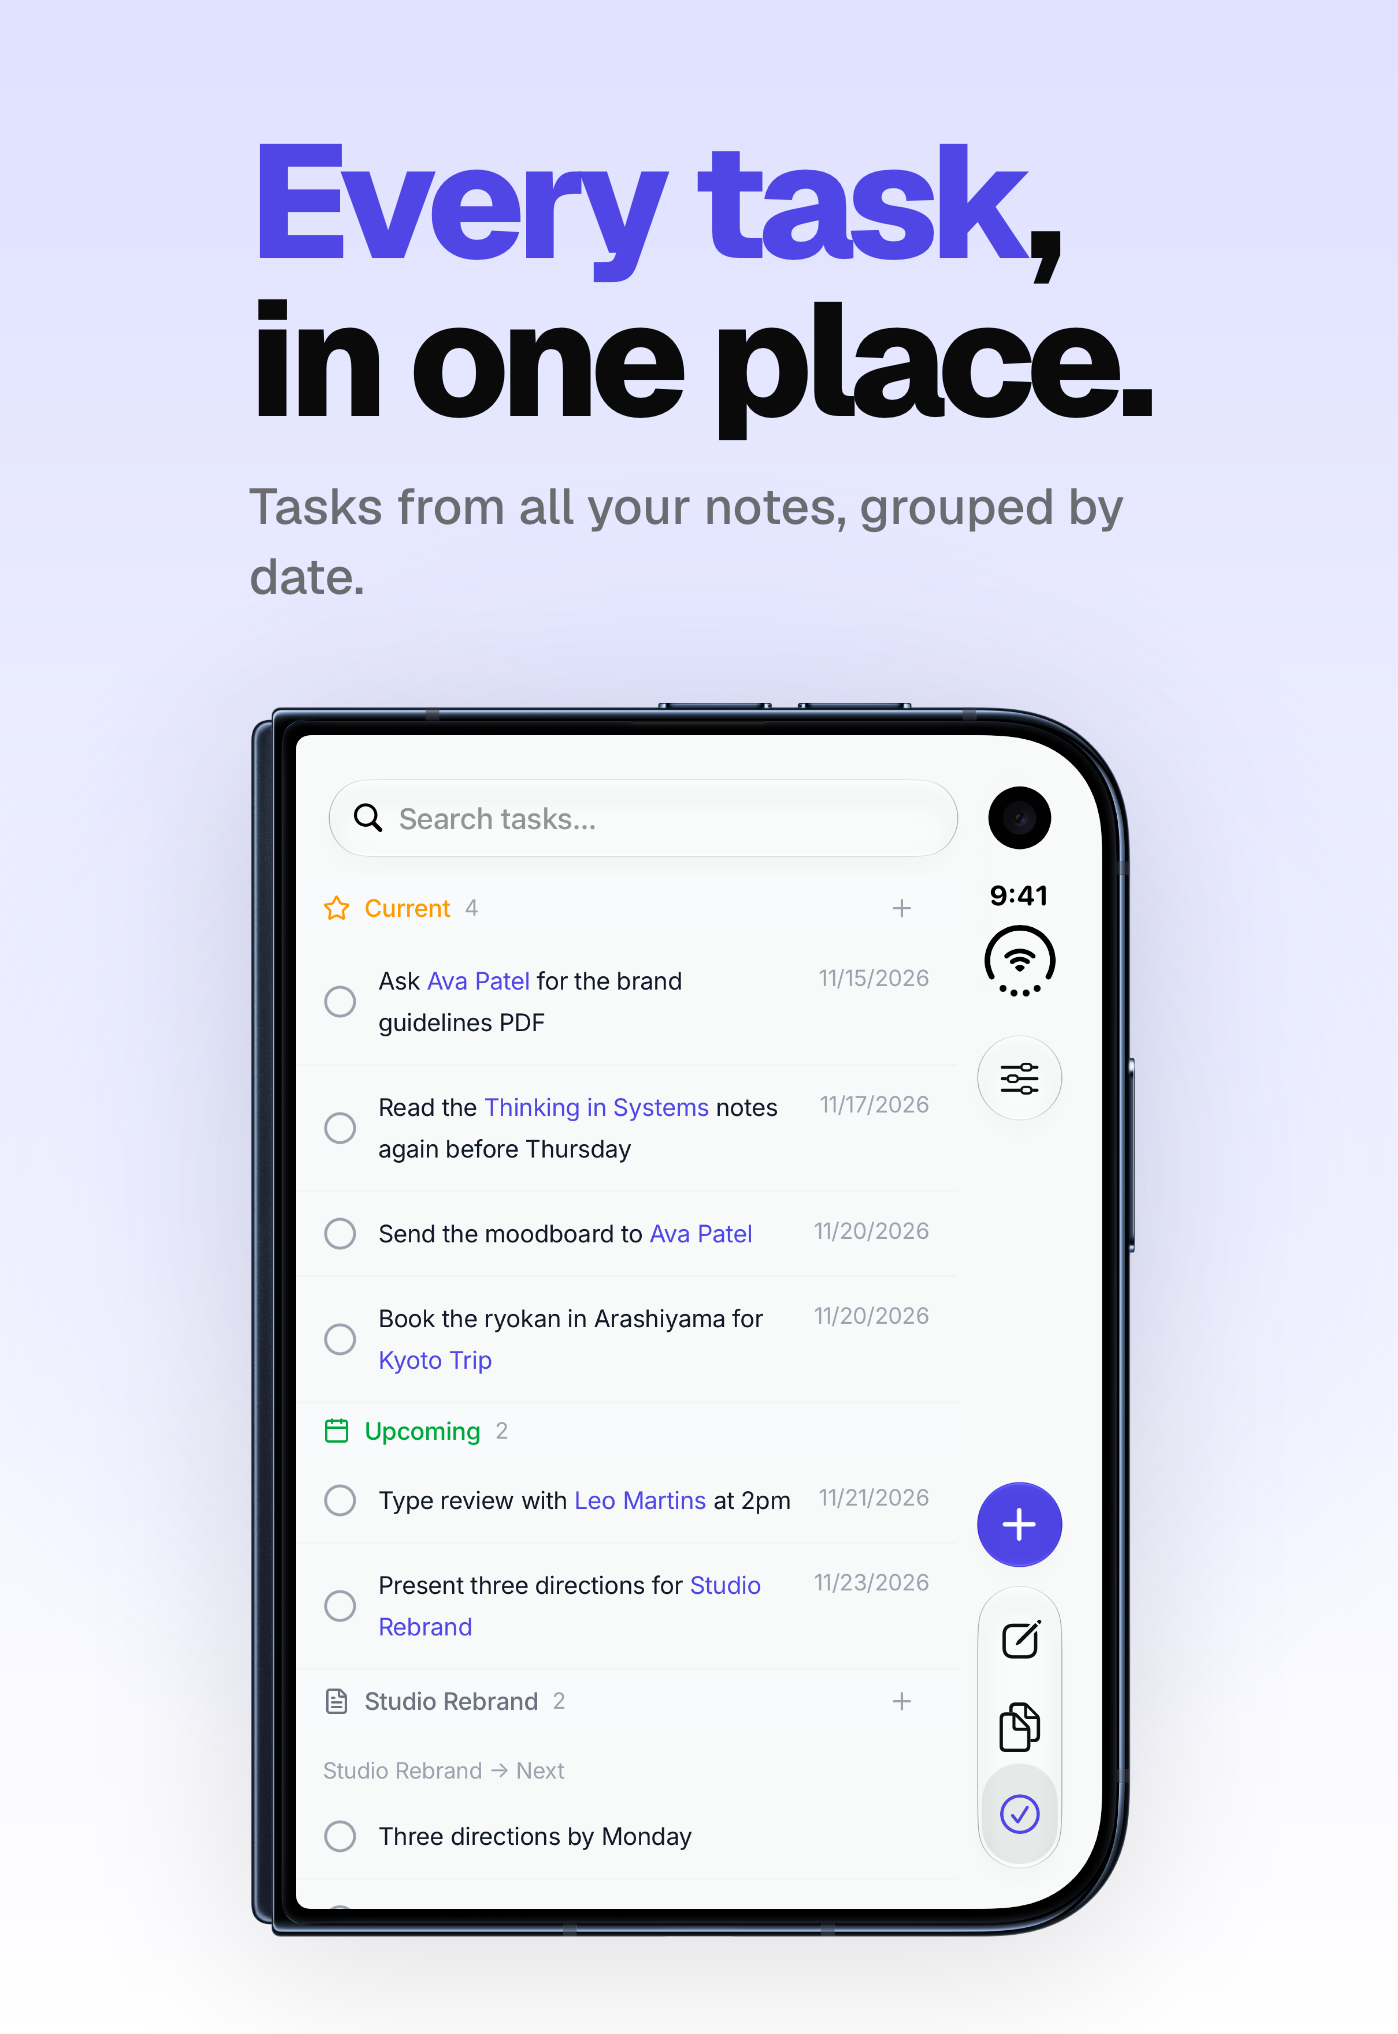 Every task,
in one place.
Tasks from all your notes, grouped by
date.
Search tasks...
9:41
Current 4
Ask Ava Patel for the brand 11/15/2026
guidelines PDF
Read the Thinking in Systems notes 11/17/2026
again before Thursday
Send the moodboard to Ava Patel 11/20/2026
Book the ryokan in Arashiyama for 11/20/2026
Kyoto Trip
Upcoming 2
Type review with Leo Martins at 2pm 11/21/2026
Present three directions for Studio 11/23/2026
Rebrand
Studio Rebrand 2
Studio Rebrand → Next
Three directions by Monday